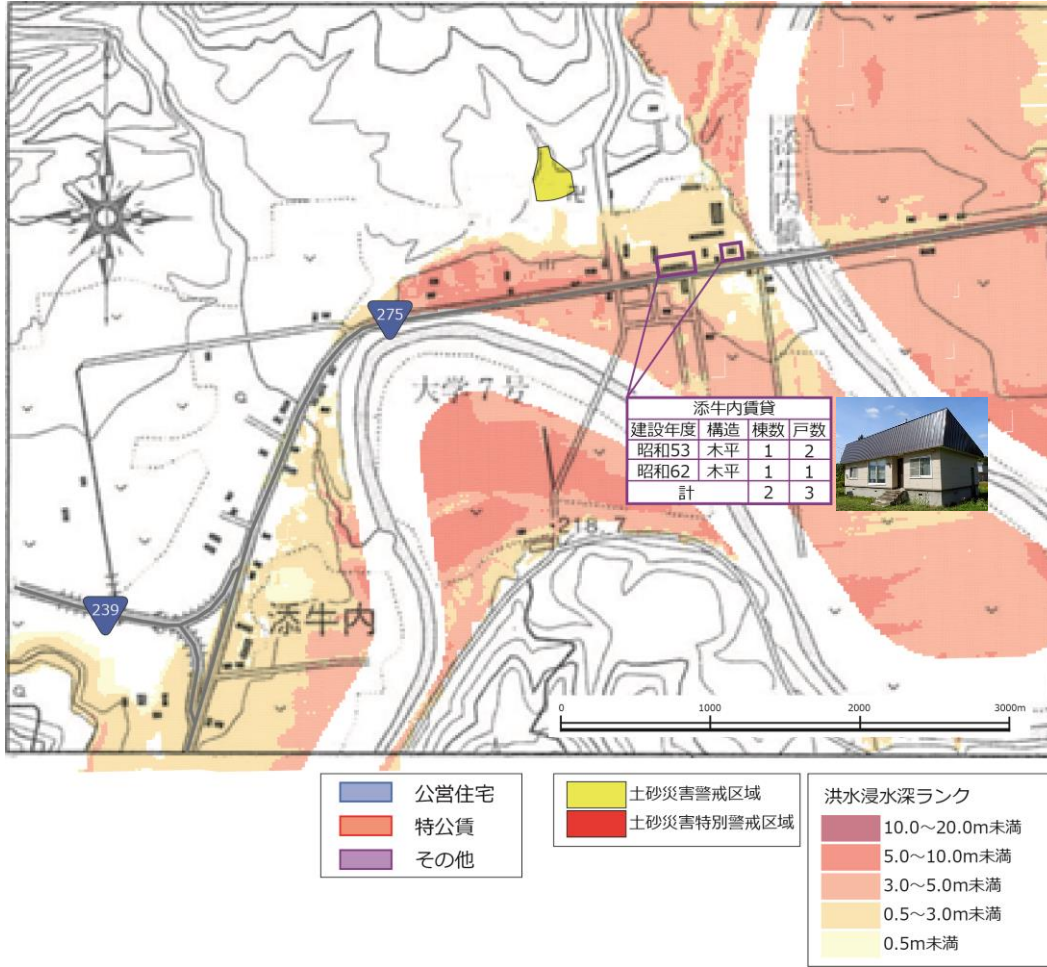 275
大学7号
添牛内賃貸
建設年度 構造 棟数 戸数
昭和53 木平 1 2
昭和62 木平 1 1
計 2 3
・218.7
239
添牛内
0 1000 2000 3000m
公営住宅
特公賃
その他
土砂災害警戒区域
土砂災害特別警戒区域
洪水浸水深ランク
10.0～20.0m未満
5.0～10.0m未満
3.0～5.0m未満
0.5～3.0m未満
0.5m未満